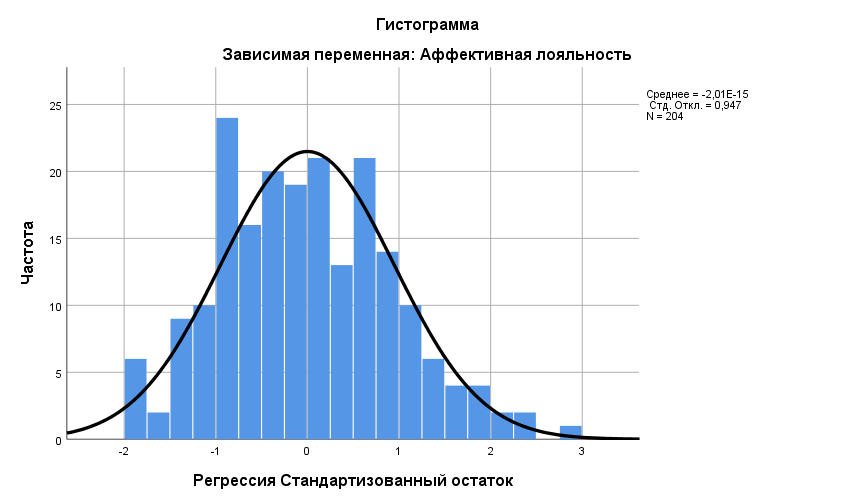 Гистограмма
Зависимая переменная: Аффективная лояльность
Среднее = -2,01E-15
Стд. Откл. = 0,947
N = 204
25
20
15
10
5
0
Частота
-2 -1 0 1 2 3
Регрессия Стандартизованный остаток